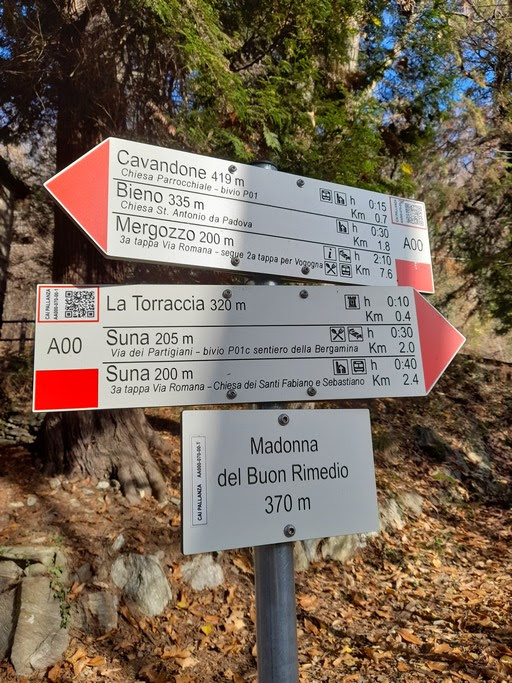 Cavandone 419 m
Chiesa Parrocchiale - bivio P01
h 0:15
Km 0.7
Bieno 335 m
Chiesa St. Antonio da Padova
h 0:30
Km 1.8
Mergozzo 200 m
3a tappa Via Romana - segue 2a tappa per Vogogna
h 2:10
Km 7.6
A00
CAI PALLANZA
La Torraccia 320 m
h 0:10
Km 0.4
A00
Suna 205 m
Via dei Partigiani - bivio P01c sentiero della Bergamina
h 0:30
Km 2.0
Suna 200 m
3a tappa Via Romana - Chiesa dei Santi Fabiano e Sebastiano
h 0:40
Km 2.4
Madonna
del Buon Rimedio
370 m
CAI PALLANZA